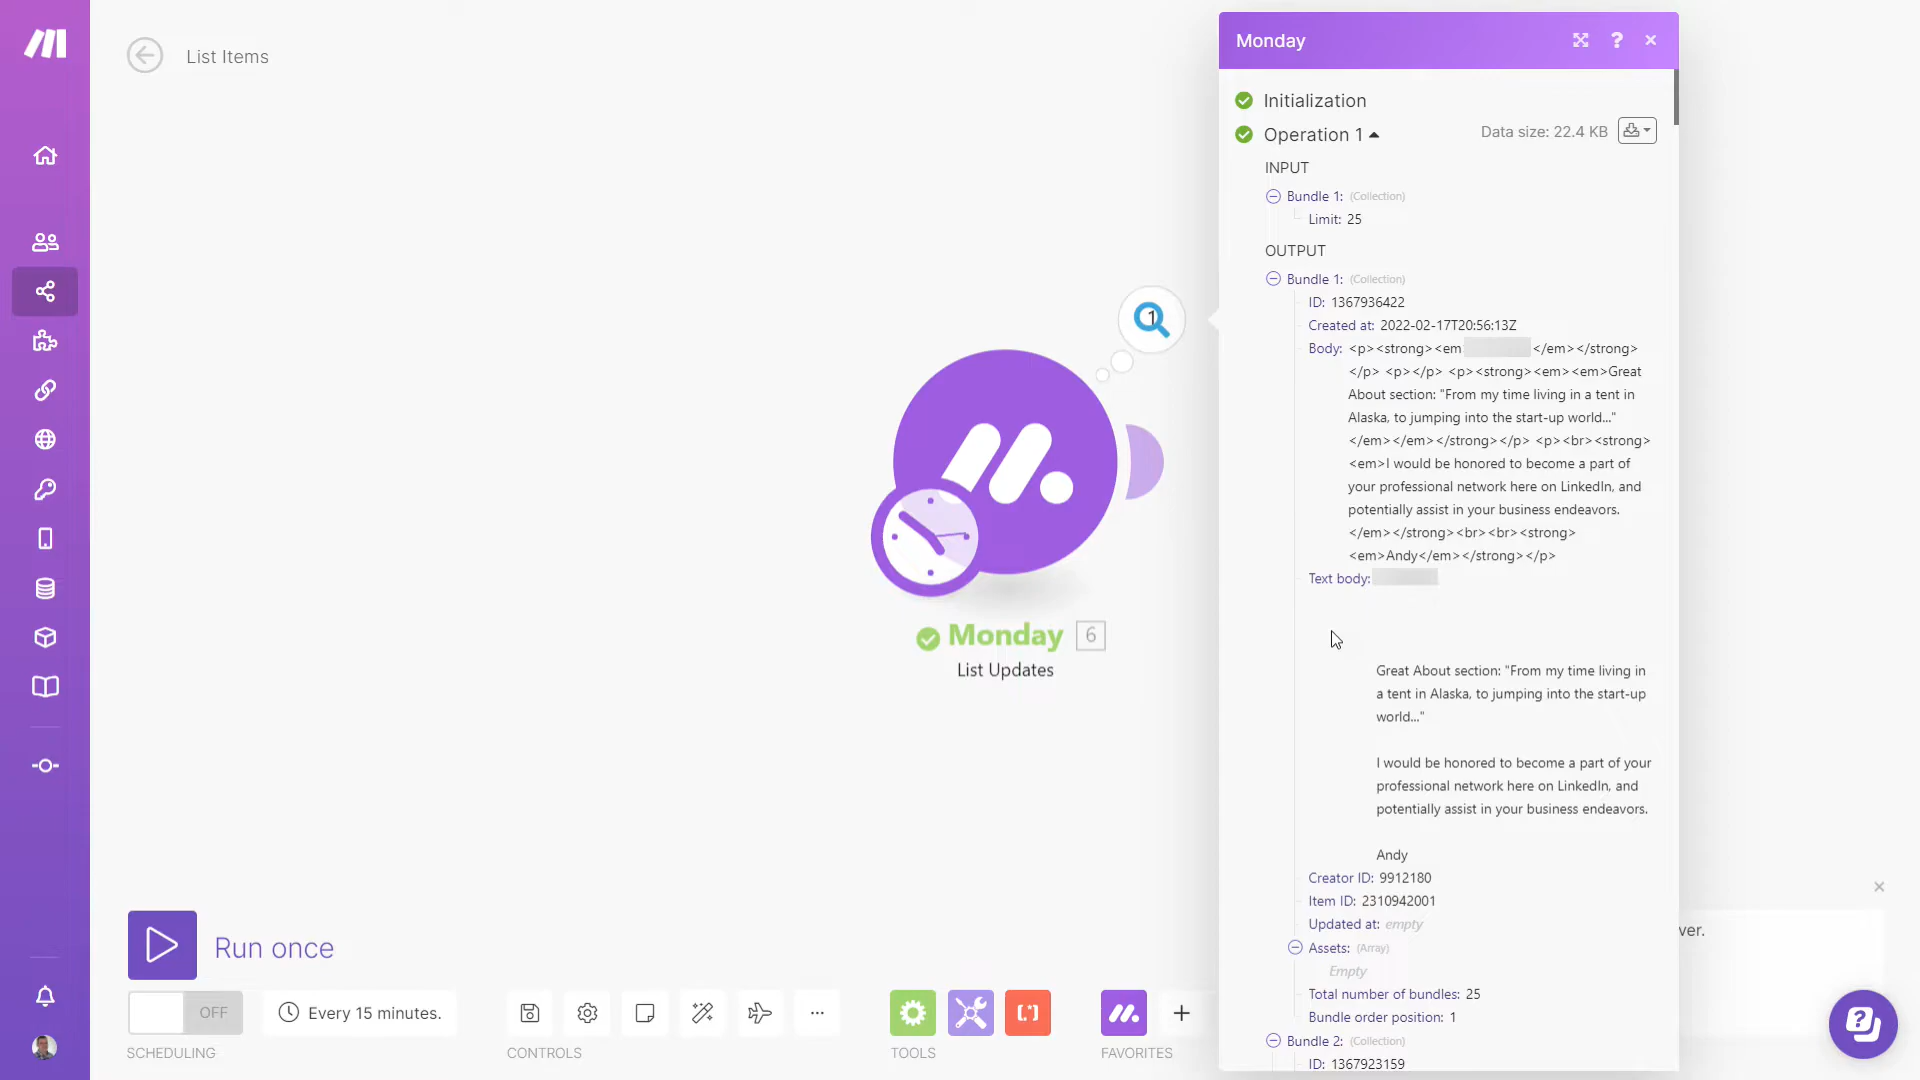 List Items
Monday
?
Initialization
Operation 1
Data size: 22.4 KB
INPUT
Bundle 1: (Collection)
Limit: 25
OUTPUT
Bundle 1: (Collection)
ID: 1367936422
Created at: 2022-02-17T20:56:13Z
Body: <p><strong><em </em></strong>
</p> <p></p> <p><strong><em><em>Great
About section: "From my time living in a tent in
Alaska, to jumping into the start-up world..."
</em></em></strong></p> <p><br><strong>
<em>I would be honored to become a part of
your professional network here on LinkedIn, and
potentially assist in your business endeavors.
</em></strong><br><br><strong>
<em>Andy</em></strong></p>
Text body:
Great About section: "From my time living in
a tent in Alaska, to jumping into the start-up
world..."
I would be honored to become a part of your
professional network here on LinkedIn, and
potentially assist in your business endeavors.
Andy
Creator ID: 9912180
Item ID: 2310942001
Updated at: empty
Assets: (Array)
Empty
Total number of bundles: 25
Bundle order position: 1
Bundle 2: (Collection)
ID: 1367923159
1
Monday 6
List Updates
ver.
Run once
OFF
Every 15 minutes.
SCHEDULING
CONTROLS
TOOLS
FAVORITES